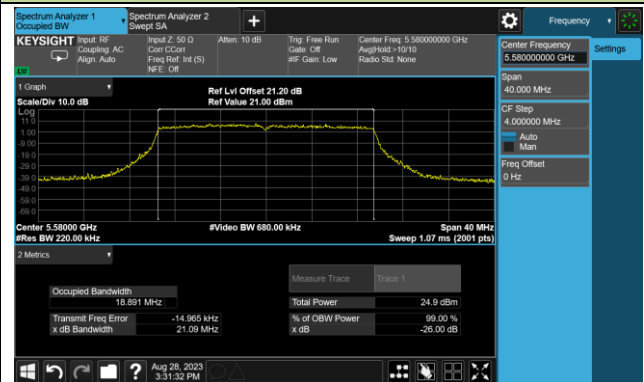 Spectrum Analyzer 1
Occupied BW
Spectrum Analyzer 2
Swept SA
Frequency
KEYSIGHT
Input: RF
Coupling: AC
Align: Auto
Input Z: 50 Ω
Corr CCorr
Freq Ref: Int (S)
NFE: Off
Atten: 10 dB
Trig: Free Run
Gate: Off
#IF Gain: Low
Center Freq: 5.580000000 GHz
Avg|Hold:>10/10
Radio Std: None
LXI
Center Frequency
5.580000000 GHz
Settings
Span
40.000 MHz
CF Step
4.000000 MHz
Auto
Man
Freq Offset
0 Hz
1 Graph
Scale/Div 10.0 dB
Ref Lvl Offset 21.20 dB
Ref Value 21.00 dBm
Log
11.0
1.00
-9.00
-19.0
-29.0
-39.0
-49.0
-59.0
-69.0
Center 5.58000 GHz
#Res BW 220.00 kHz
#Video BW 680.00 kHz
Span 40 MHz
Sweep 1.07 ms (2001 pts)
2 Metrics
Measure Trace
Trace 1
Occupied Bandwidth
18.891 MHz
Total Power
24.9 dBm
Transmit Freq Error
-14.965 kHz
% of OBW Power
99.00 %
x dB Bandwidth
21.09 MHz
x dB
-26.00 dB
?
Aug 28, 2023
3:31:32 PM